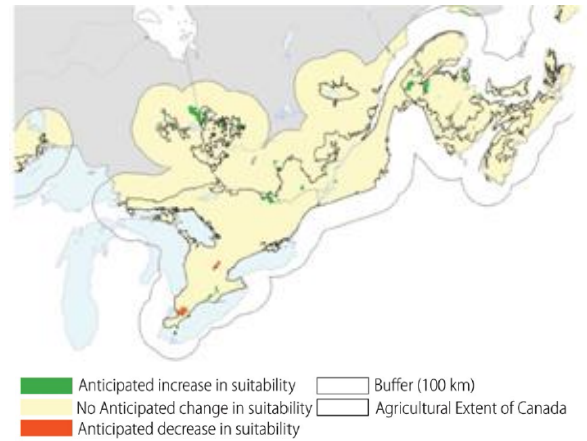 Anticipated increase in suitability
Buffer (100 km)
No Anticipated change in suitability
Agricultural Extent of Canada
Anticipated decrease in suitability